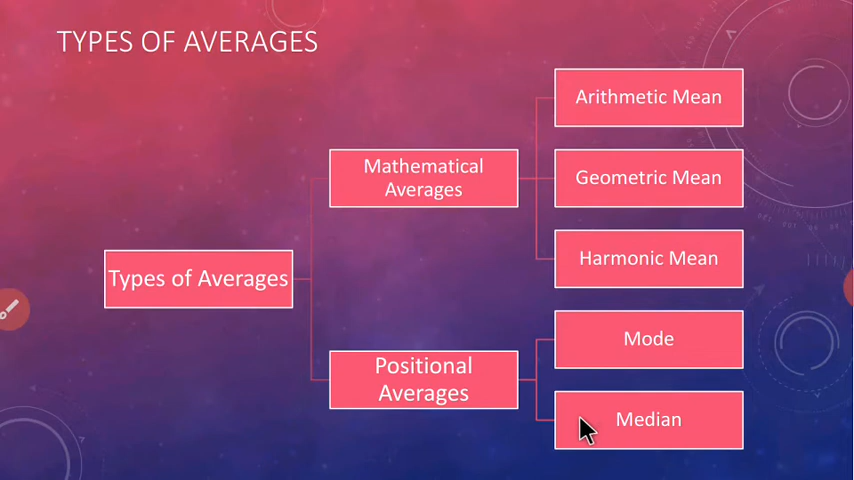 TYPES OF AVERAGES
Types of Averages
Mathematical
Averages
Arithmetic Mean
Geometric Mean
Harmonic Mean
Positional
Averages
Mode
Median